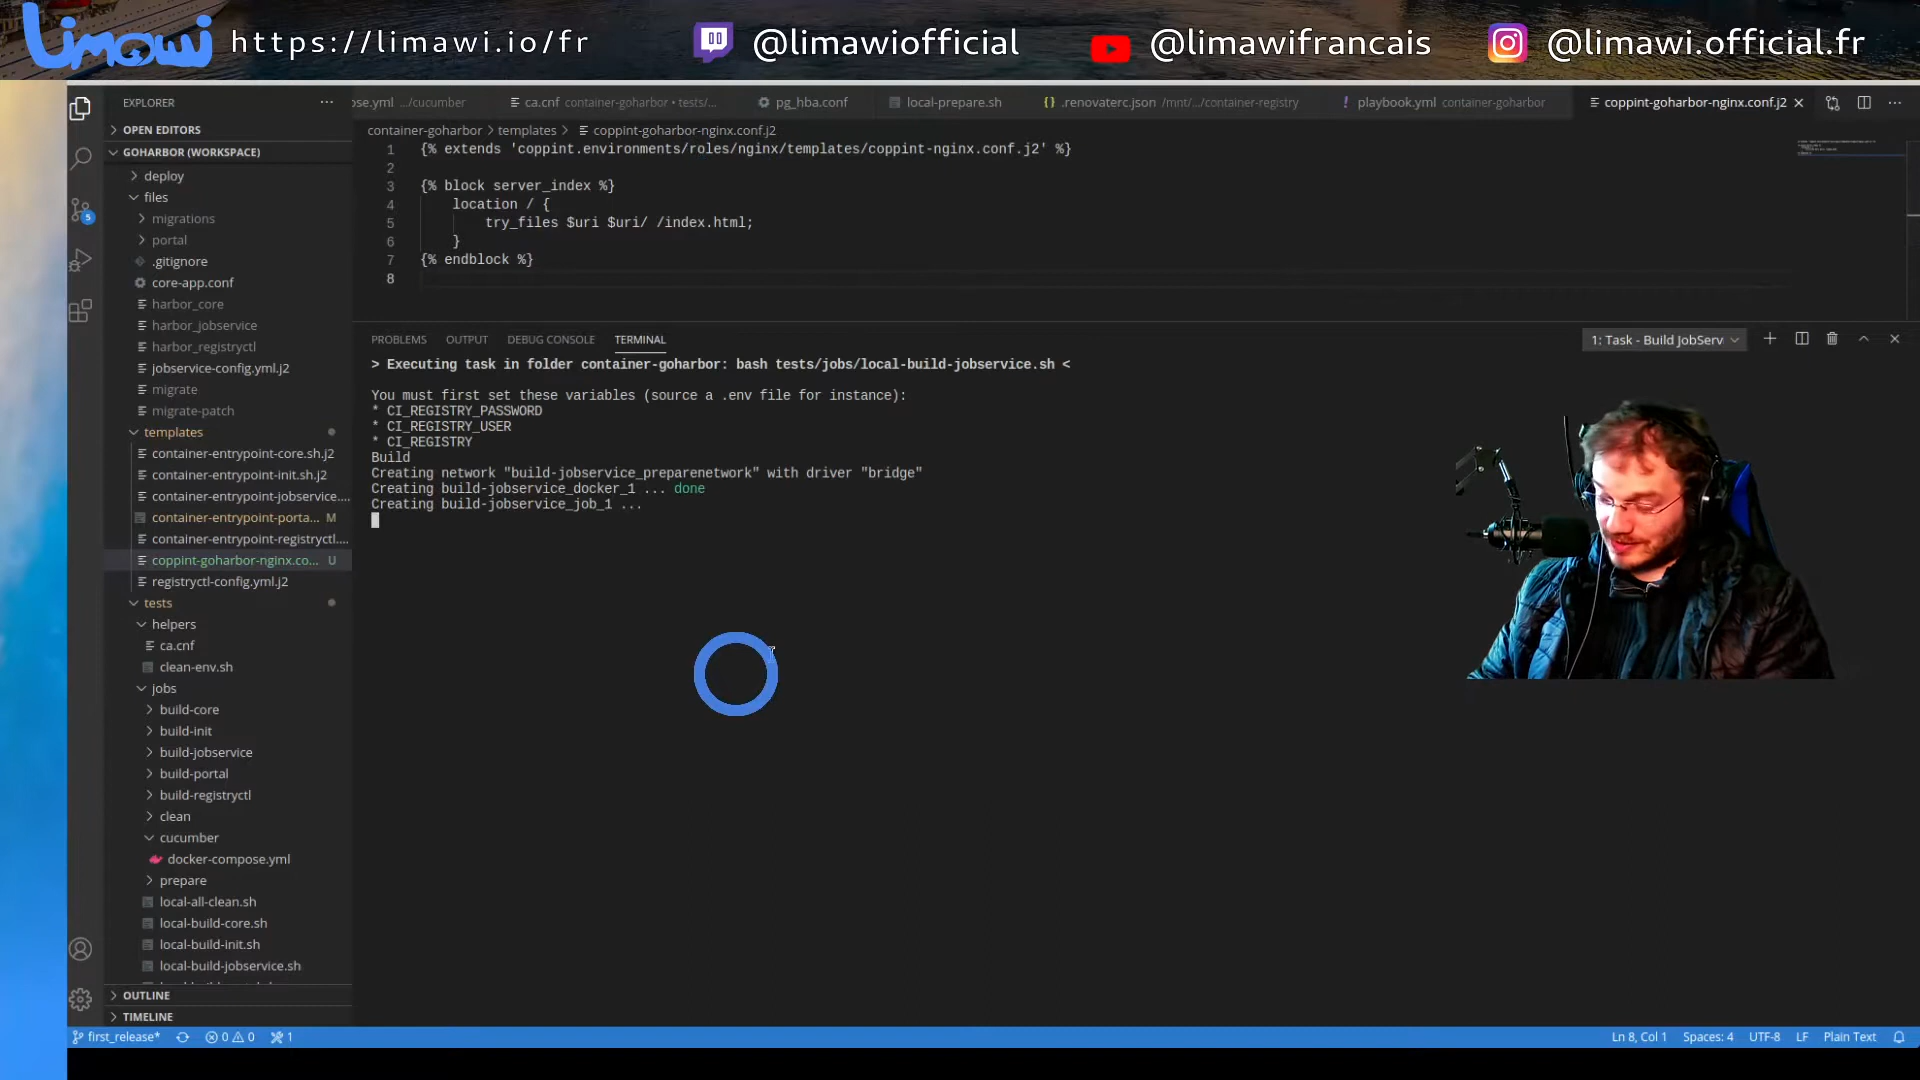 Limawi https://limawi.io/fr @limawiofficial @limawifrancais @limawi.official.fr
EXPLORER
OPEN EDITORS
GOHARBOR (WORKSPACE)
deploy
files
migrations
portal
.gitignore
core-app.conf
harbor_core
harbor_jobservice
harbor_registryctl
jobservice-config.yml.j2
migrate
migrate-patch
templates
container-entrypoint-core.sh.j2
container-entrypoint-init.sh.j2
container-entrypoint-jobservice....
container-entrypoint-porta... M
container-entrypoint-registryctl....
coppint-goharbor-nginx.co... U
registryctl-config.yml.j2
tests
helpers
ca.cnf
clean-env.sh
jobs
build-core
build-init
build-jobservice
build-portal
build-registryctl
clean
cucumber
docker-compose.yml
prepare
local-all-clean.sh
local-build-core.sh
local-build-init.sh
local-build-jobservice.sh
OUTLINE
TIMELINE
5
ose.yml .../cucumber ca.cnf container-goharbor • tests/... pg_hba.conf local-prepare.sh {} .renovaterc.json /mnt/.../container-registry ! playbook.yml container-goharbor coppint-goharbor-nginx.conf.j2
container-goharbor > templates > coppint-goharbor-nginx.conf.j2
1 {% extends 'coppint.environments/roles/nginx/templates/coppint-nginx.conf.j2' %}
2
3 {% block server_index %}
4 location / {
5 try_files $uri $uri/ /index.html;
6 }
7 {% endblock %}
8
PROBLEMS OUTPUT DEBUG CONSOLE TERMINAL 1: Task - Build JobServ
> Executing task in folder container-goharbor: bash tests/jobs/local-build-jobservice.sh <
You must first set these variables (source a .env file for instance):
* CI_REGISTRY_PASSWORD
* CI_REGISTRY_USER
* CI_REGISTRY
Build
Creating network "build-jobservice_preparenetwork" with driver "bridge"
Creating build-jobservice_docker_1 ... done
Creating build-jobservice_job_1 ...
first_release* 0 0 1 Ln 8, Col 1 Spaces: 4 UTF-8 LF Plain Text